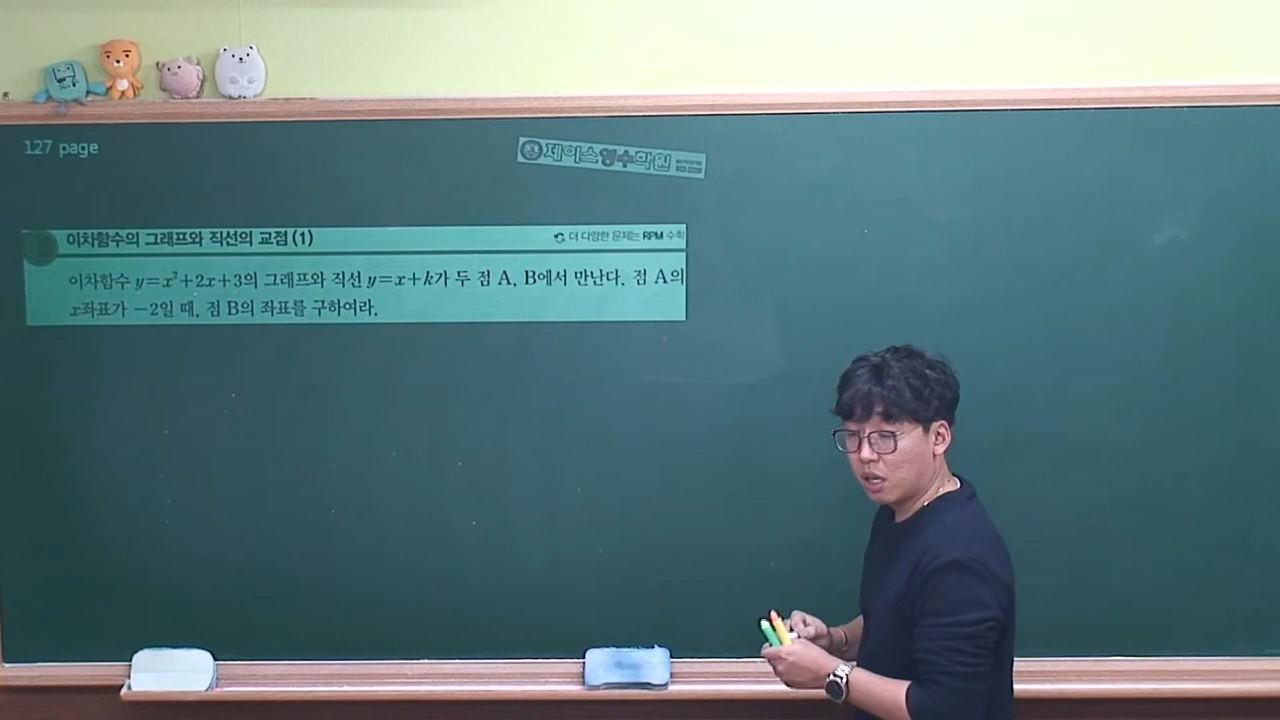 127 page
제이스영수학원
이차함수의 그래프와 직선의 교점 (1)
더 다양한 문제는 RPM 수학
이차함수 y=x²+2x+3의 그래프와 직선 y=x+k가 두 점 A, B에서 만난다. 점 A의
x좌표가 −2일 때, 점 B의 좌표를 구하여라.